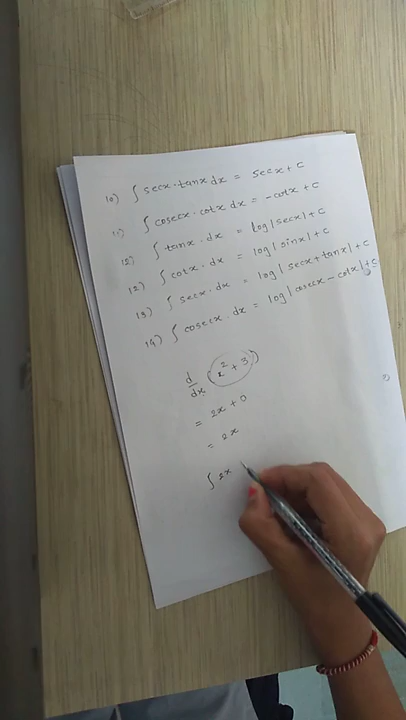 10) ∫ secx·tanx dx = secx + c
11) ∫ cosecx·cotx dx = -cotx + c
12) ∫ tanx·dx = log|secx| + c
12) ∫ cotx·dx = log|sinx| + c
13) ∫ secx·dx = log|secx + tanx| + c
14) ∫ cosecx·dx = log|cosecx - cotx| + c
d/dx (x² + 3)
= 2x + 0
= 2x
∫ 2x